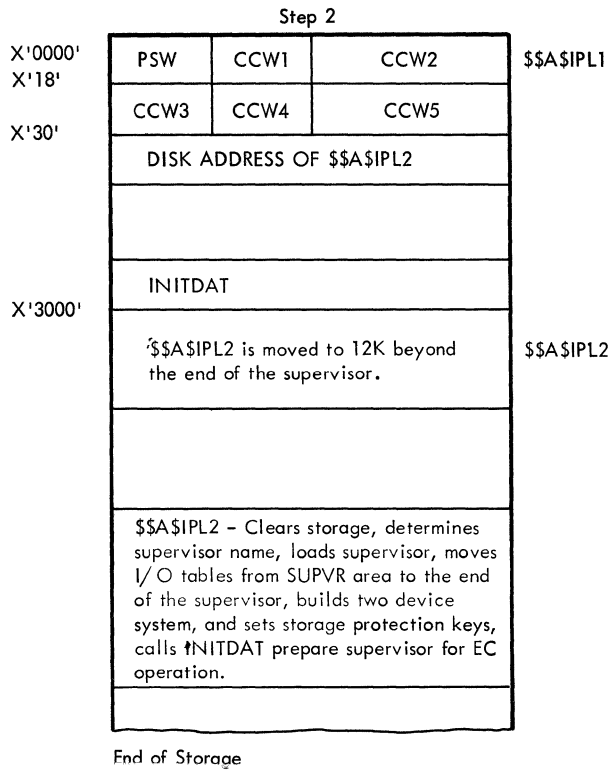 Step 2
X'0000' PSW CCW1 CCW2 $$A$IPL1
X'18'
CCW3 CCW4 CCW5
X'30'
DISK ADDRESS OF $$A$IPL2
INITDAT
X'3000'
$$A$IPL2 is moved to 12K beyond $$A$IPL2
the end of the supervisor.
$$A$IPL2 - Clears storage, determines
supervisor name, loads supervisor, moves
I/O tables from SUPVR area to the end
of the supervisor, builds two device
system, and sets storage protection keys,
calls INITDAT prepare supervisor for EC
operation.
End of Storage